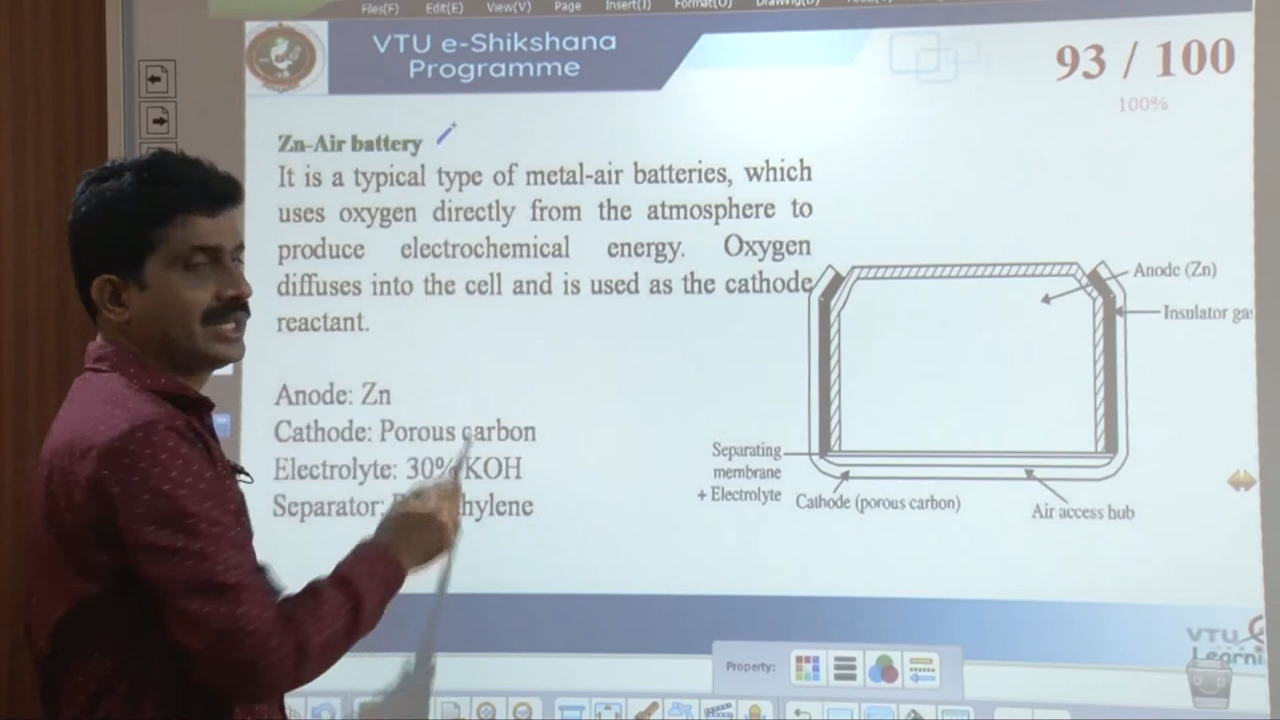 Files(F) Edit(E) View(V) Page Insert(I) Format(O) Drawing(D)
VTU e-Shikshana
Programme
93 / 100
100%
Zn-Air battery
It is a typical type of metal-air batteries, which
uses oxygen directly from the atmosphere to
produce electrochemical energy. Oxygen
diffuses into the cell and is used as the cathode
reactant.
Anode: Zn
Cathode: Porous carbon
Electrolyte: 30% KOH
Separator:
Anode (Zn)
Insulator
Separating
membrane
+ Electrolyte
Cathode (porous carbon)
Air access hub
VTU
Property: